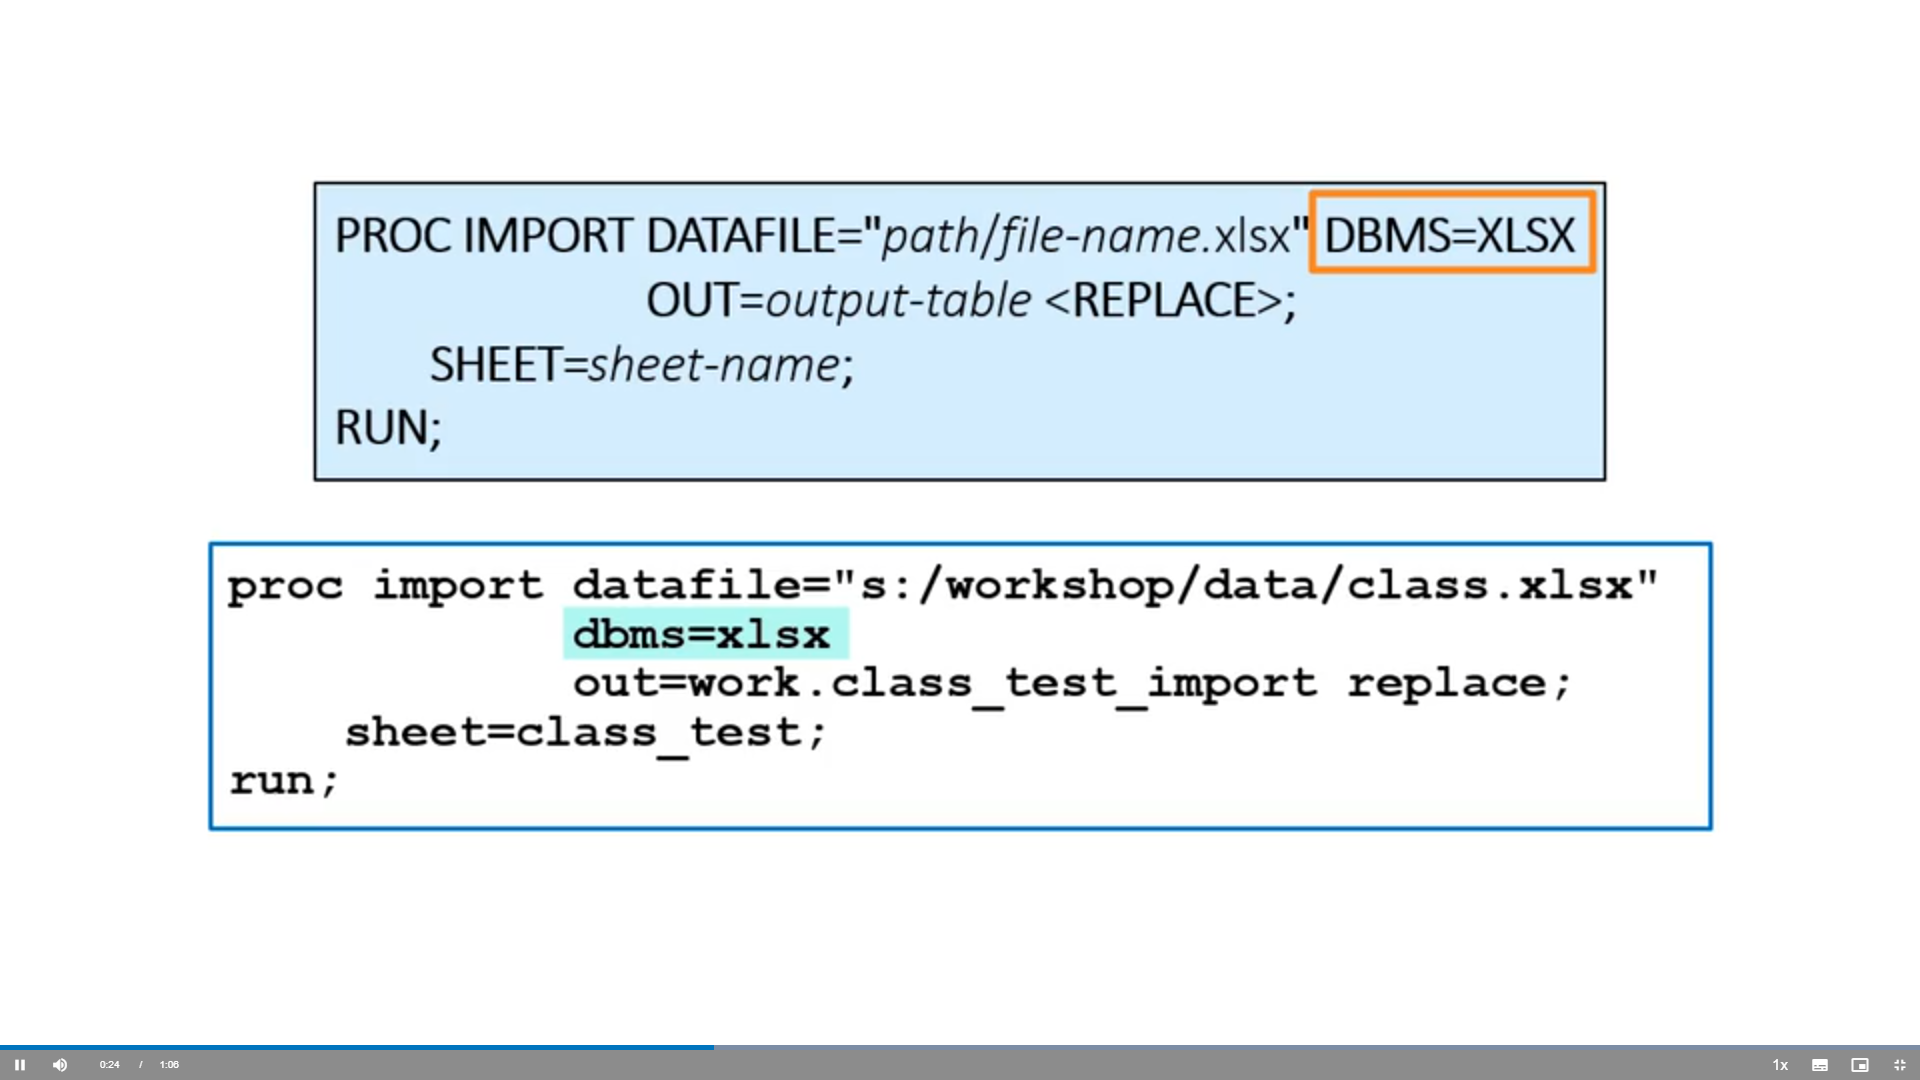 PROC IMPORT DATAFILE="path/file-name.xlsx" DBMS=XLSX
OUT=output-table <REPLACE>;
SHEET=sheet-name;
RUN;
proc import datafile="s:/workshop/data/class.xlsx"
dbms=xlsx
out=work.class_test_import replace;
sheet=class_test;
run;
0:24 / 1:06 1x